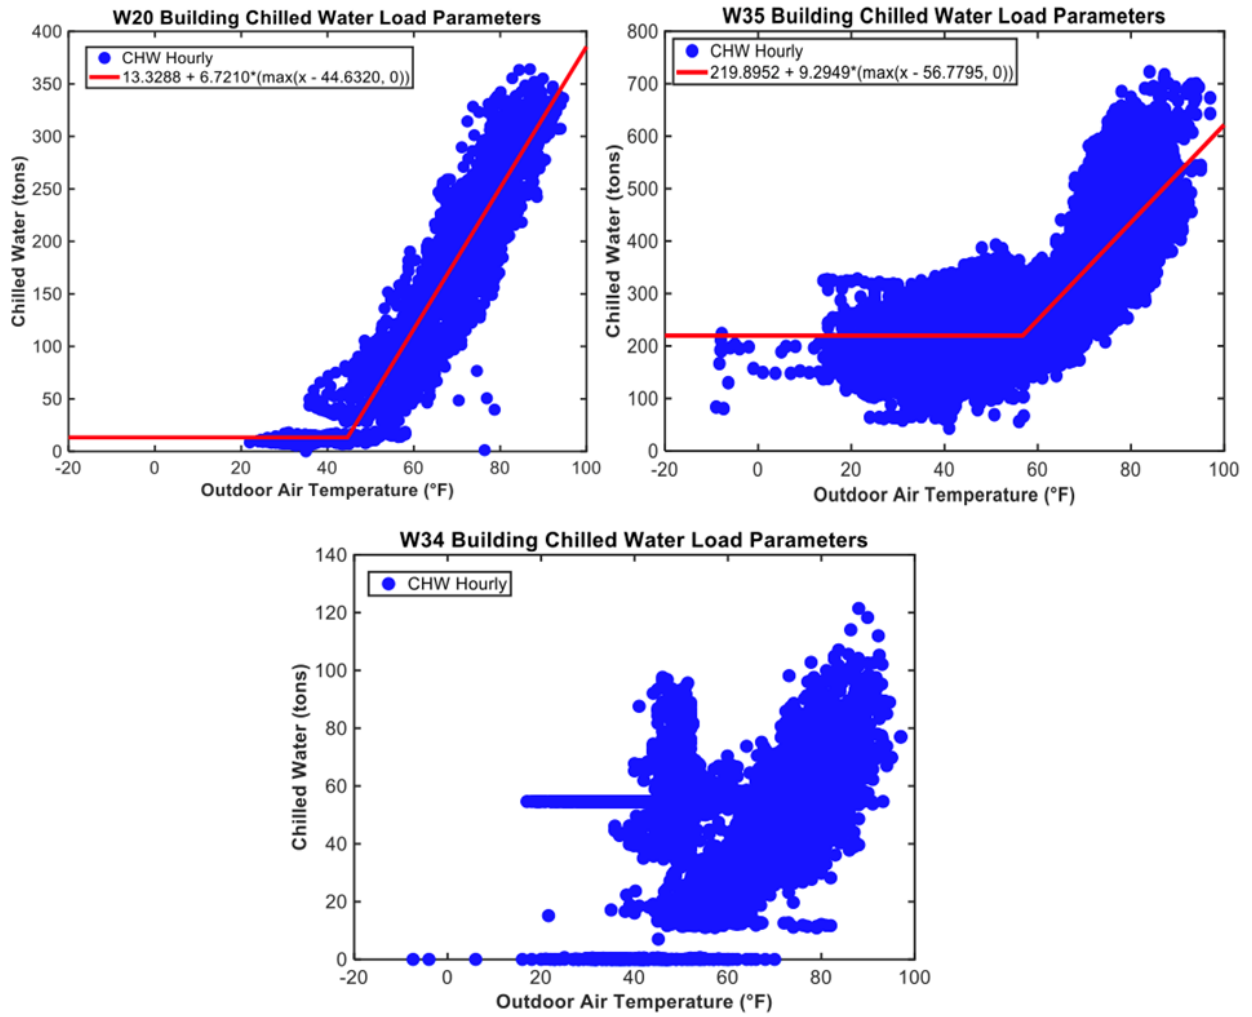 W20 Building Chilled Water Load Parameters
400
350
300
250
200
150
100
50
0
Chilled Water (tons)
CHW Hourly
13.3288 + 6.7210*(max(x - 44.6320, 0))
-20 0 20 40 60 80 100
Outdoor Air Temperature (°F)
W35 Building Chilled Water Load Parameters
800
700
600
500
400
300
200
100
0
Chilled Water (tons)
CHW Hourly
219.8952 + 9.2949*(max(x - 56.7795, 0))
-20 0 20 40 60 80 100
Outdoor Air Temperature (°F)
W34 Building Chilled Water Load Parameters
140
120
100
80
60
40
20
0
Chilled Water (tons)
CHW Hourly
-20 0 20 40 60 80 100
Outdoor Air Temperature (°F)